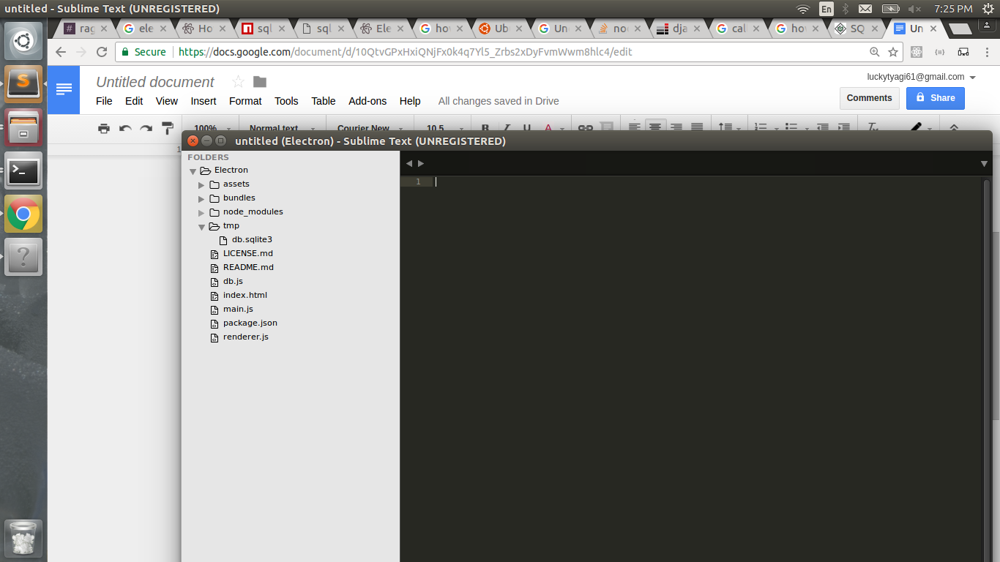 untitled - Sublime Text (UNREGISTERED) En 7:25 PM
rag ele Ho sql sql Ele ho Ub Un no dja cal ho SQ Un
Secure https://docs.google.com/document/d/10QtvGPxHxiQNjFx0k4q7Yl5_Zrbs2xDyFvmWwm8hlc4/edit
Untitled document luckytyagi61@gmail.com
File Edit View Insert Format Tools Table Add-ons Help All changes saved in Drive Comments Share
100% Normal text Courier New 10.5 B I U A
untitled (Electron) - Sublime Text (UNREGISTERED)
1
FOLDERS
Electron
assets 1
bundles
node_modules
tmp
db.sqlite3
LICENSE.md
README.md
db.js
index.html
main.js
package.json
renderer.js